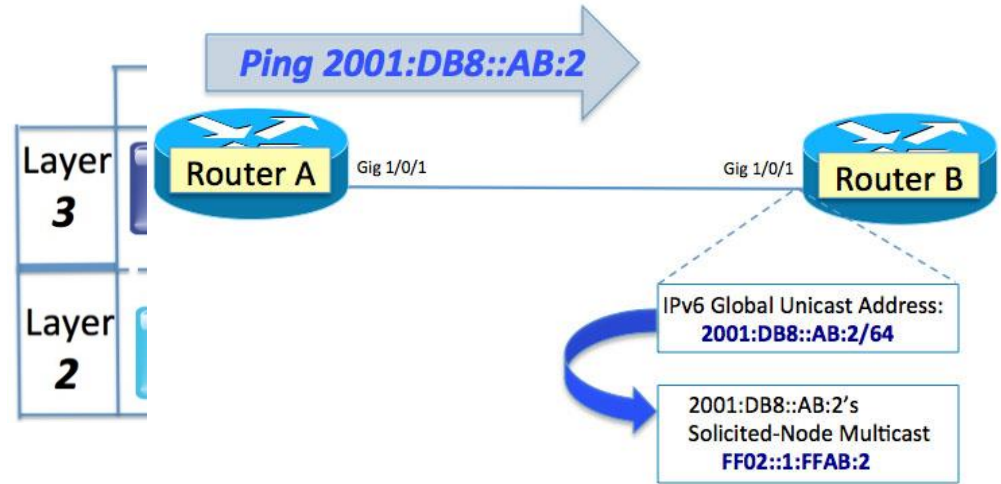 Ping 2001:DB8::AB:2
Layer
3
Router A
Gig 1/0/1
Gig 1/0/1
Router B
Layer
2
IPv6 Global Unicast Address:
2001:DB8::AB:2/64
2001:DB8::AB:2’s
Solicited-Node Multicast
FF02::1:FFAB:2